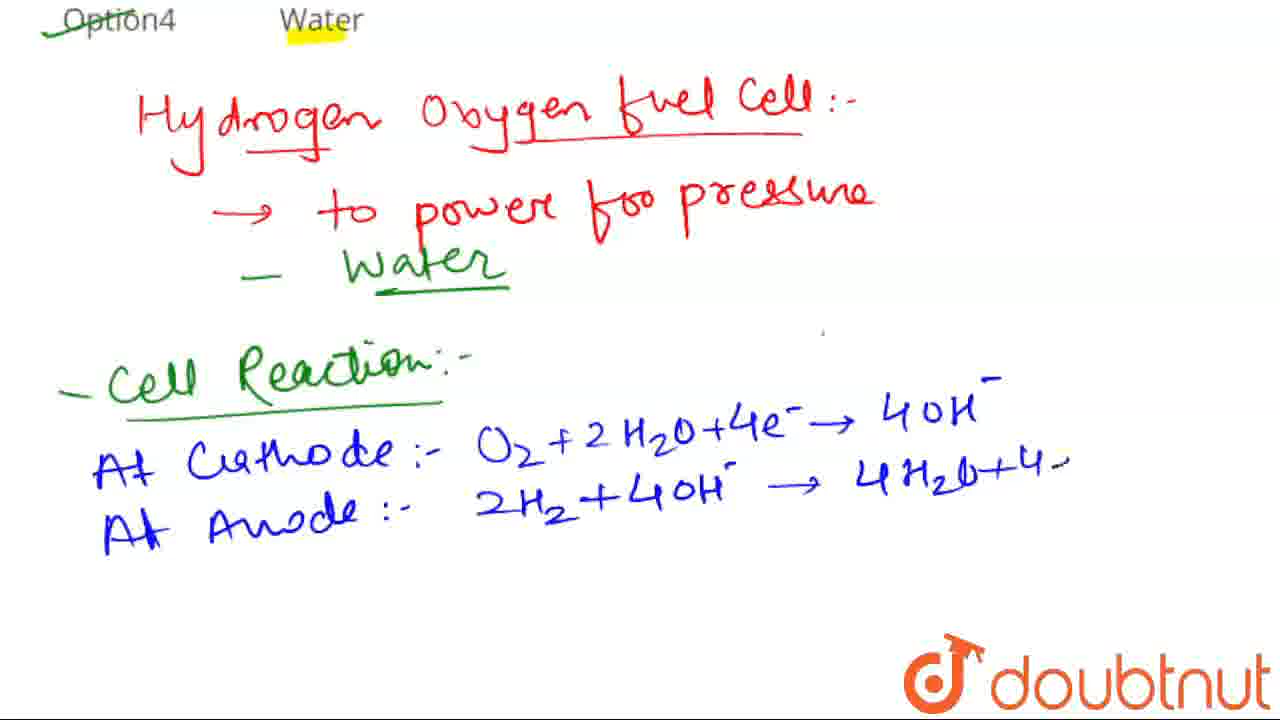 Option4 Water
Hydrogen Oxygen fuel Cell:-
→ to power for pressure
- Water
- Cell Reaction:-
At Cathode:- O₂+2H₂O+4e⁻→ 4OH⁻
At Anode:- 2H₂+4OH⁻ → 4H₂O+4-
doubtnut